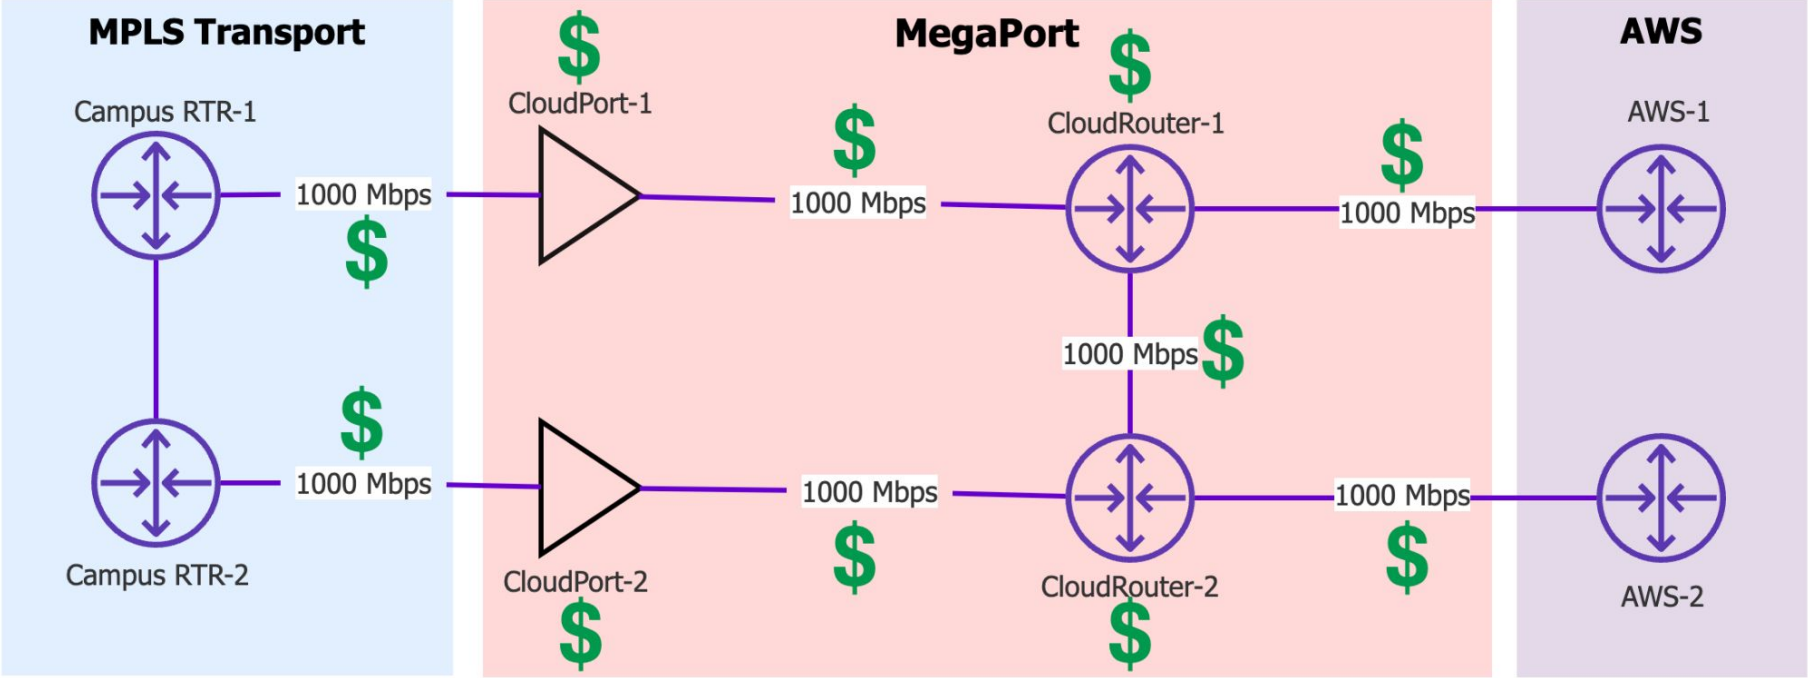 MPLS Transport
MegaPort
AWS
$
$
Campus RTR-1
CloudPort-1
CloudRouter-1
AWS-1
$
$
1000 Mbps
1000 Mbps
1000 Mbps
$
1000 Mbps
$
$
1000 Mbps
1000 Mbps
1000 Mbps
$
$
Campus RTR-2
CloudPort-2
CloudRouter-2
AWS-2
$
$